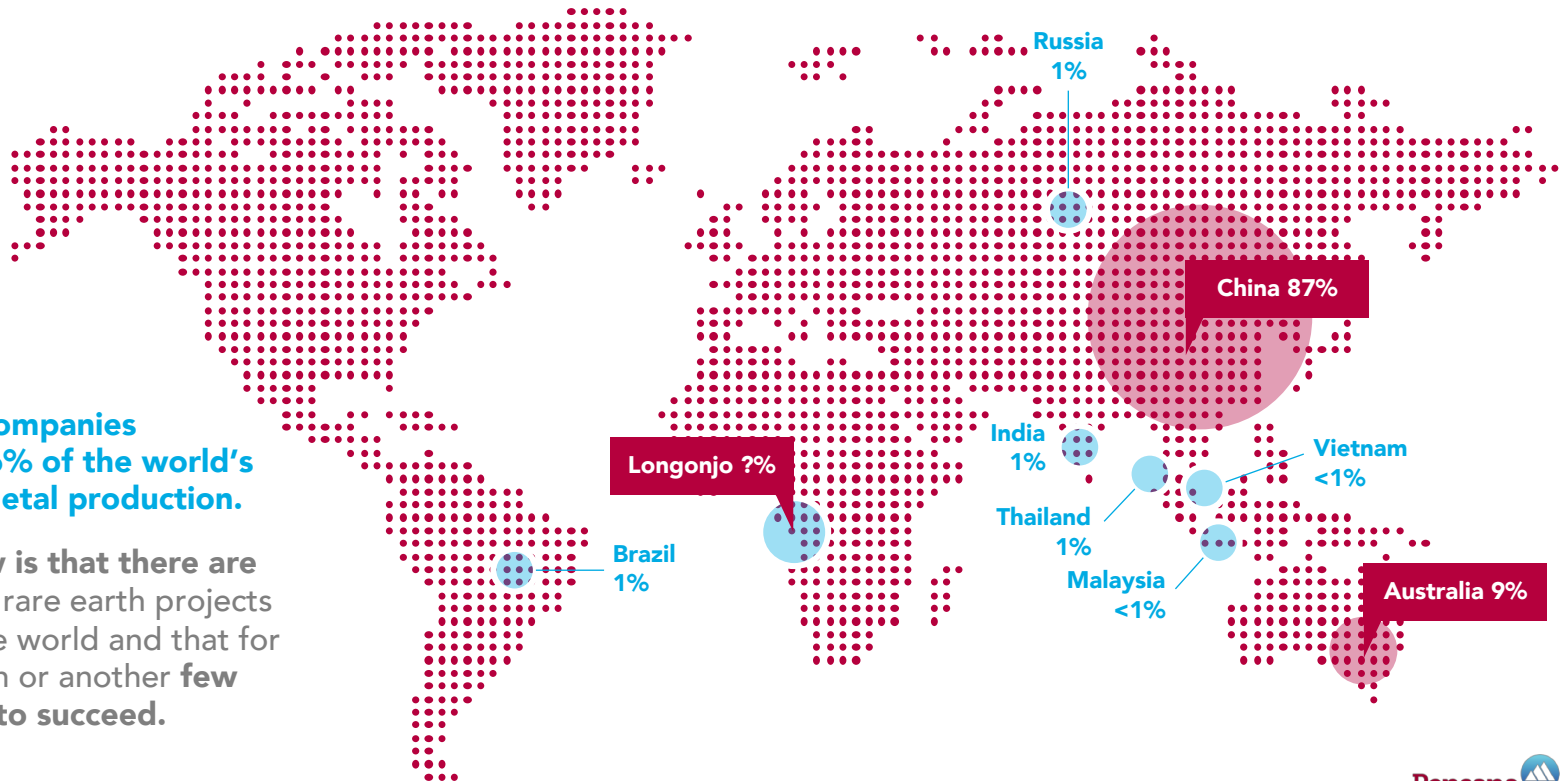 Russia
1%
China 87%
ompanies
% of the world's
etal production.
Longonjo ?%
India
1%
Vietnam
<1%
Thailand
1%
Malaysia
<1%
Brazil
1%
is that there are
rare earth projects
world and that for
or another few
to succeed.
Australia 9%